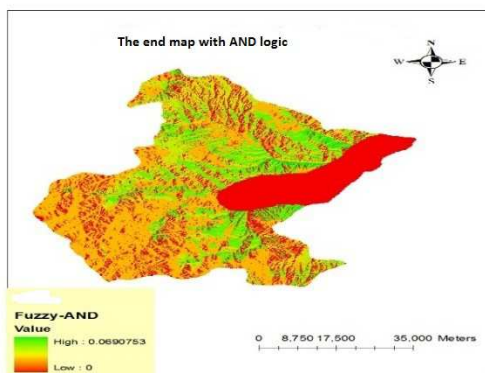 The end map with AND logic
N
W E
S
Fuzzy-AND
Value
High : 0.0690753
Low : 0
0 8,750 17,500 35,000 Meters